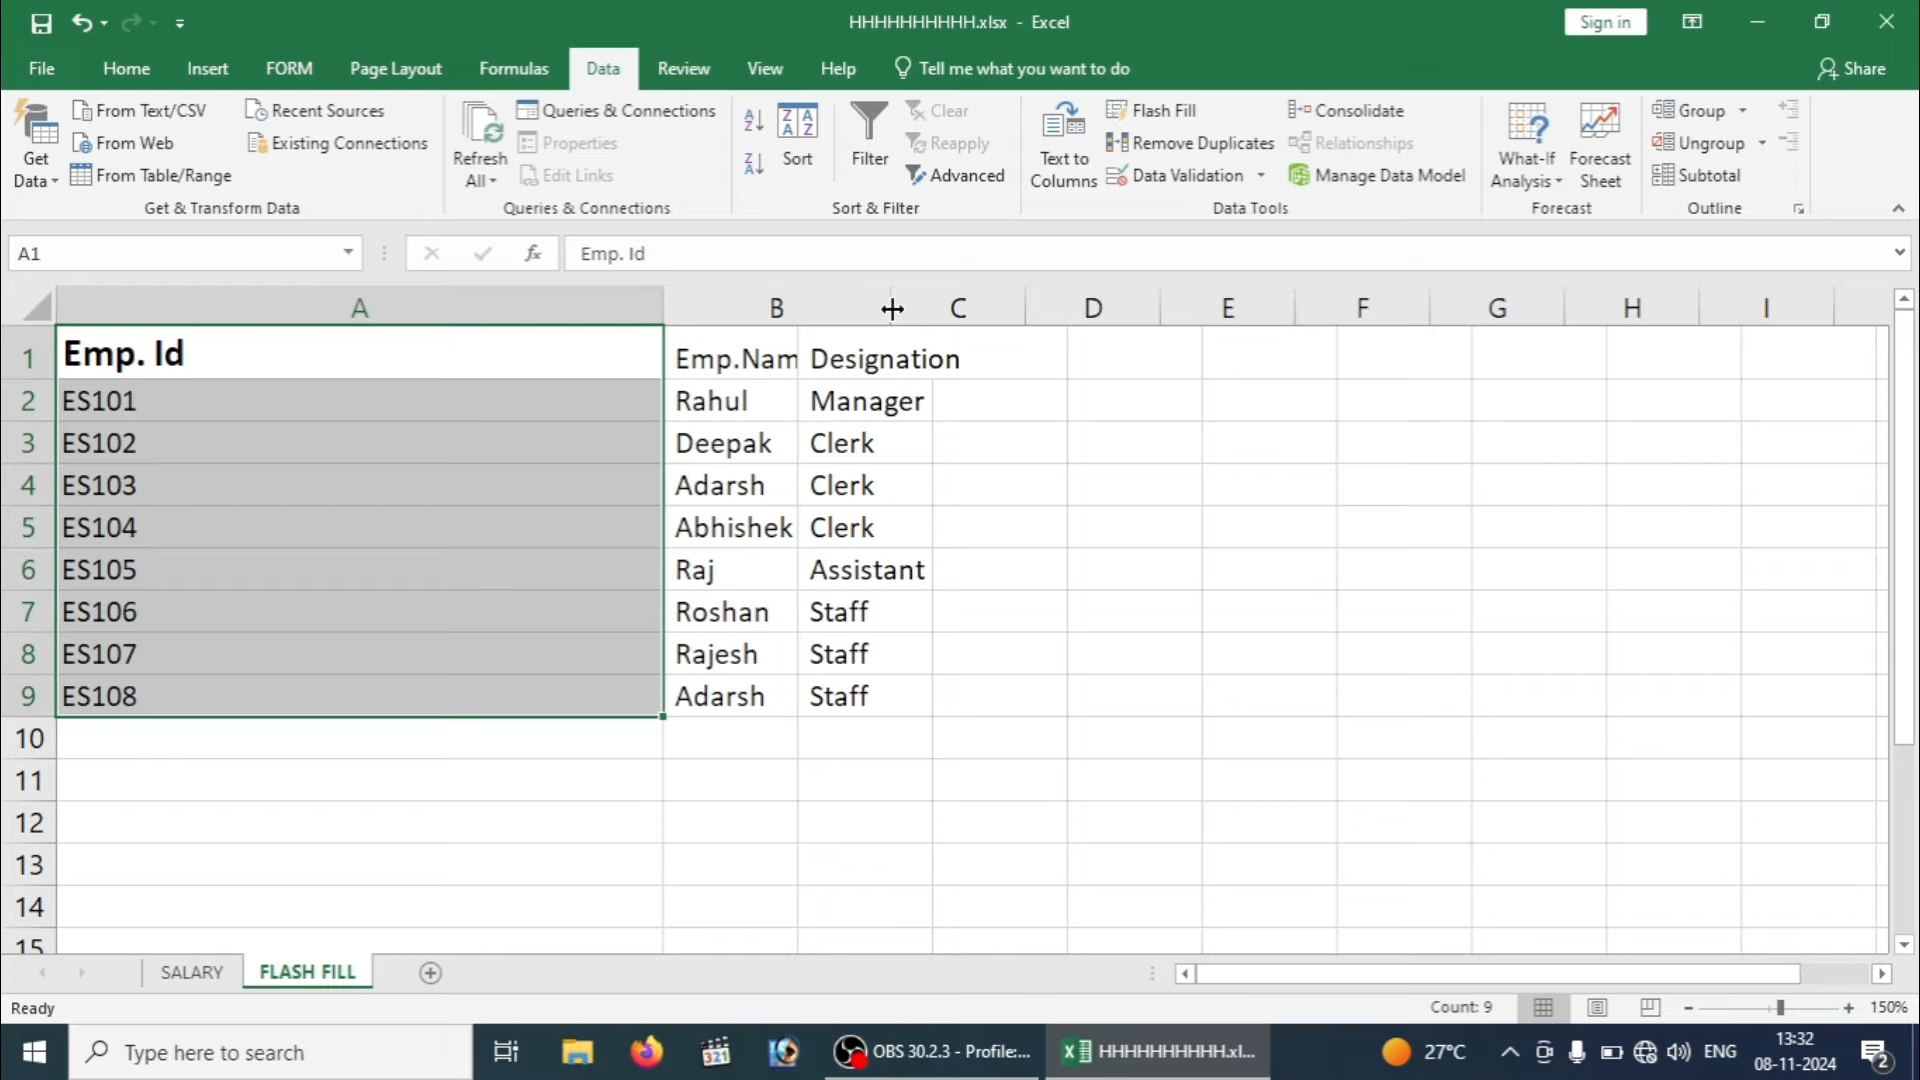 HHHHHHHHHH.xlsx - Excel
Sign in
File Home Insert FORM Page Layout Formulas Data Review View Help Tell me what you want to do Share
Get Data
From Text/CSV
From Web
From Table/Range
Recent Sources
Existing Connections
Get & Transform Data
Refresh All
Queries & Connections
Properties
Edit Links
Queries & Connections
Sort
Filter
Clear
Reapply
Advanced
Sort & Filter
Text to Columns
Flash Fill
Remove Duplicates
Data Validation
Consolidate
Relationships
Manage Data Model
Data Tools
What-If Analysis
Forecast Sheet
Forecast
Group
Ungroup
Subtotal
Outline
A1 fx Emp. Id
A B C D E F G H I
1 Emp. Id Emp.Nam Designation
2 ES101 Rahul Manager
3 ES102 Deepak Clerk
4 ES103 Adarsh Clerk
5 ES104 Abhishek Clerk
6 ES105 Raj Assistant
7 ES106 Roshan Staff
8 ES107 Rajesh Staff
9 ES108 Adarsh Staff
10
11
12
13
14
15
SALARY FLASH FILL
Ready Count: 9 150%
Type here to search
321
OBS 30.2.3 - Profile:...
HHHHHHHHHH.xl...
27°C
ENG
13:32
08-11-2024
2